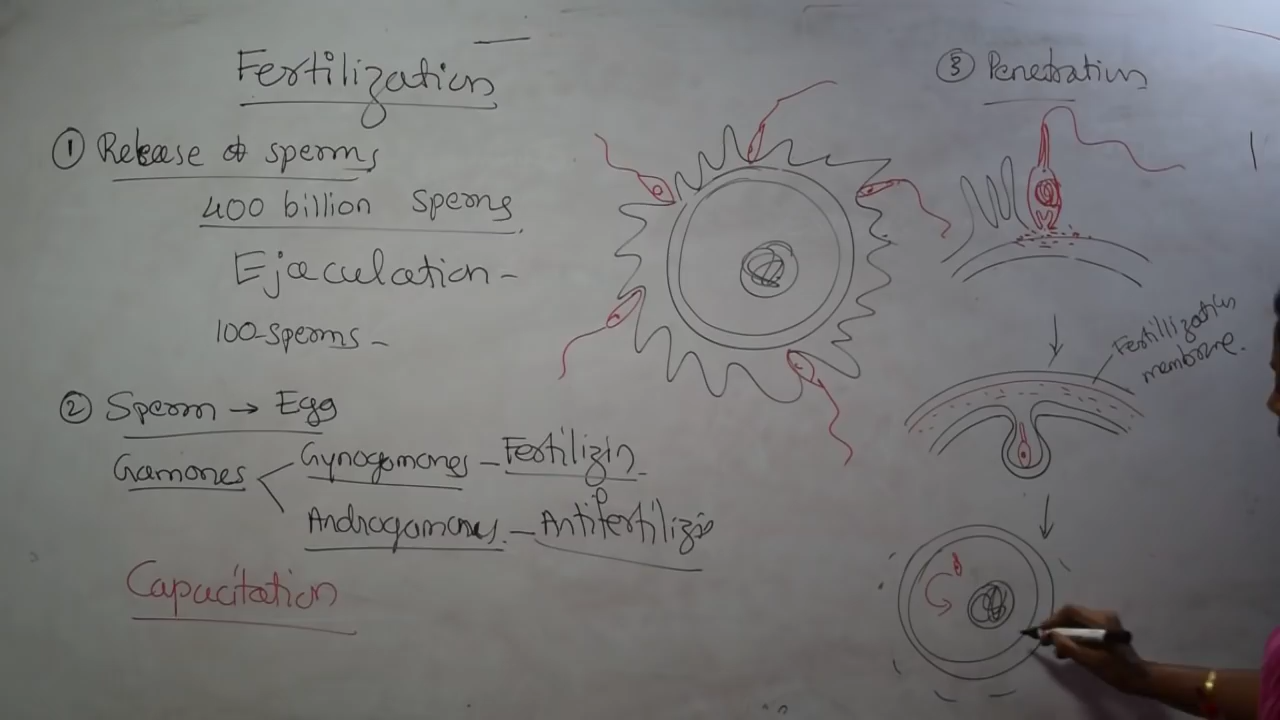 Fertilization
① Release of sperms
400 billion sperms
Ejaculation -
100-sperms -
② Sperm → Egg
Gamones < Gynogamones - Fertilizin
Androgamones. - Antifertilizin
Capacitation
③ Penetration
Fertillization
membrane.